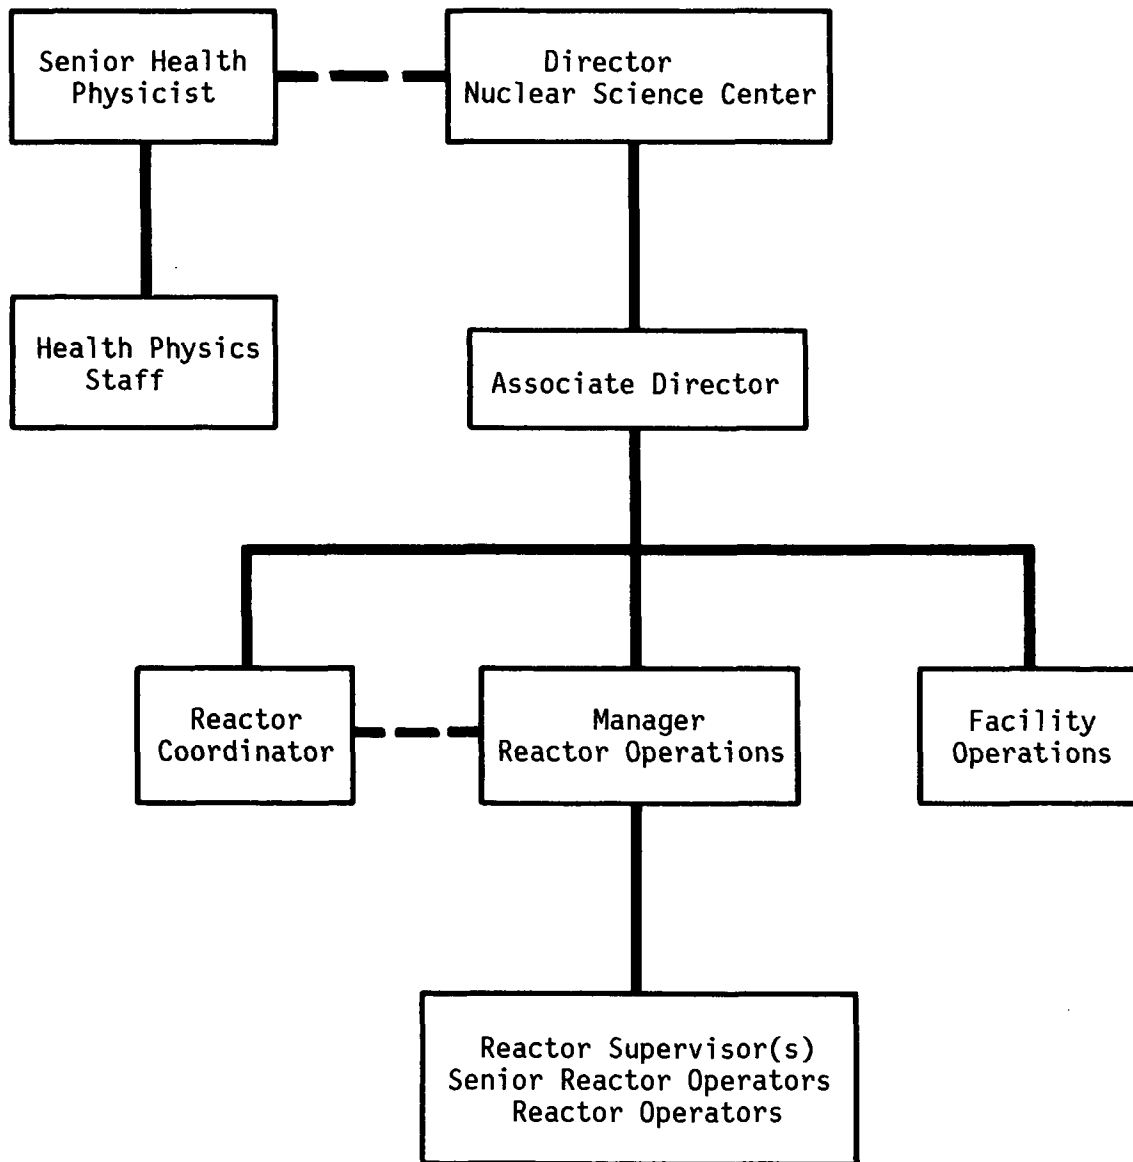 Senior Health
Physicist
Director
Nuclear Science Center
Health Physics
Staff
Associate Director
Reactor
Coordinator
Manager
Reactor Operations
Facility
Operations
Reactor Supervisor(s)
Senior Reactor Operators
Reactor Operators